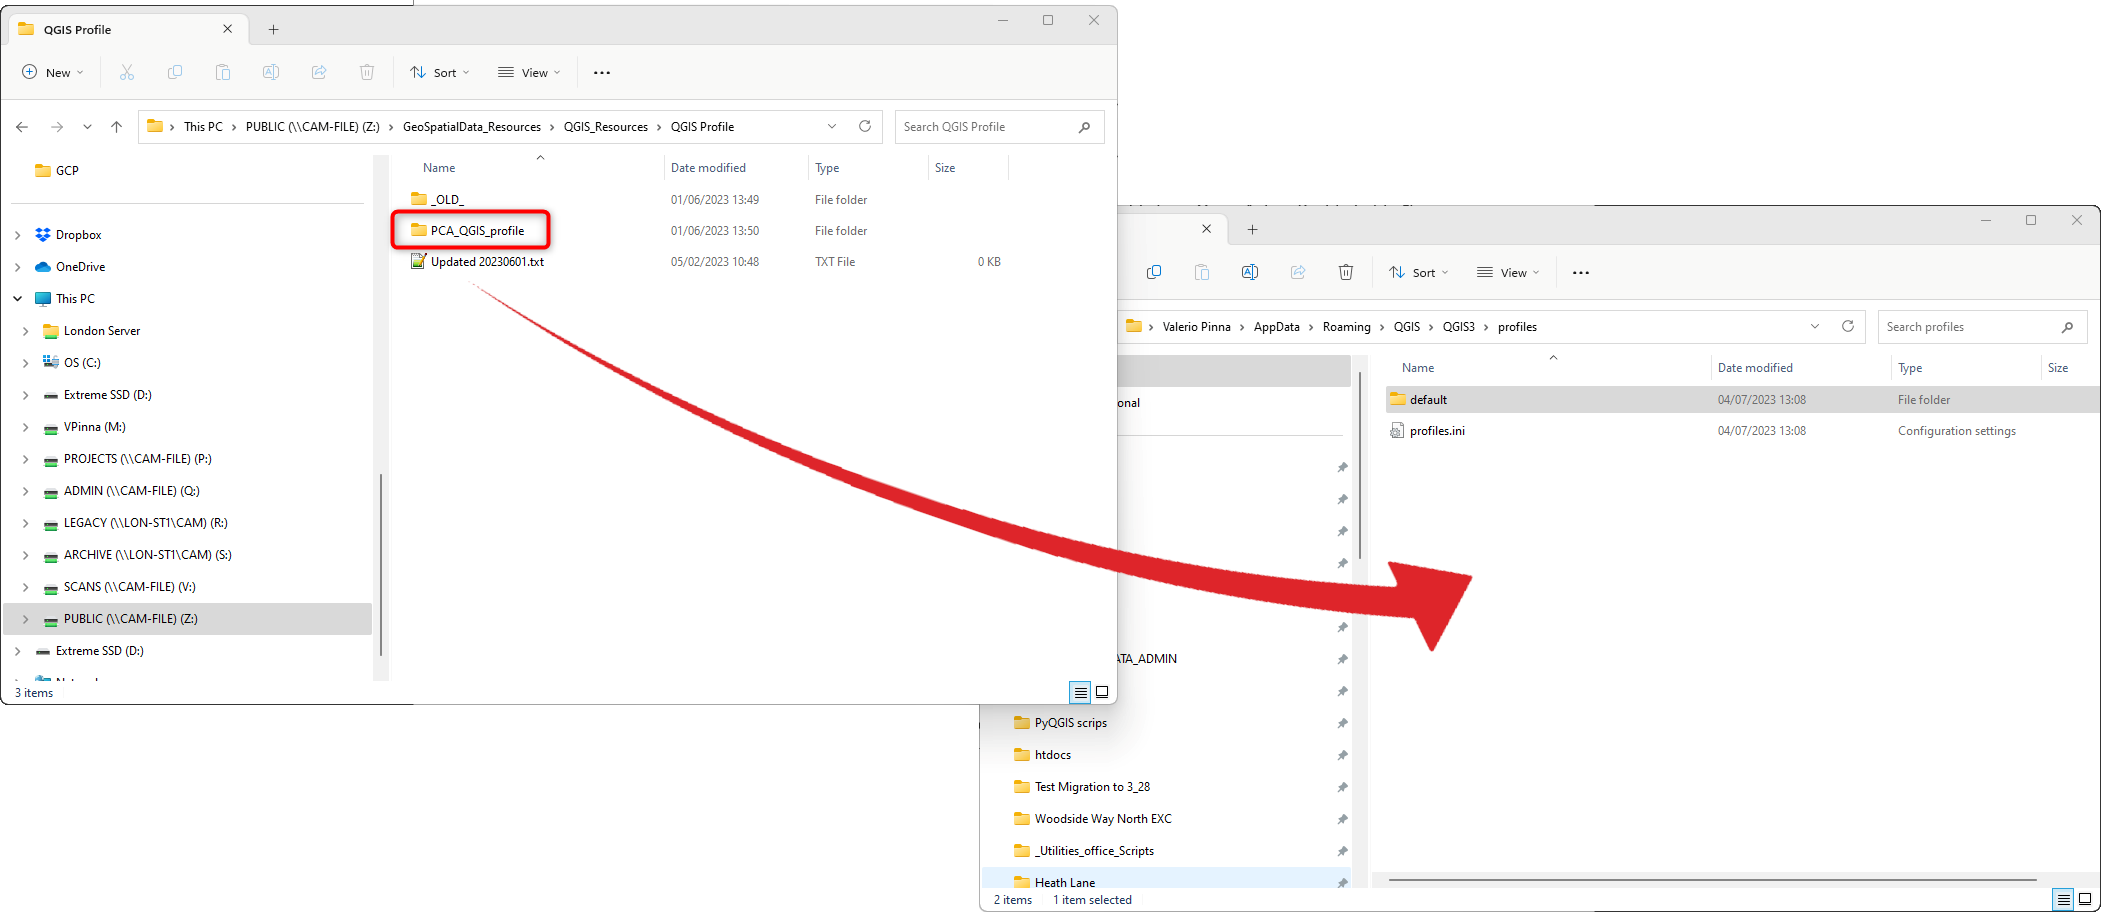 QGIS Profile
New
Sort
View
This PC > PUBLIC (\\CAM-FILE) (Z:) > GeoSpatialData_Resources > QGIS_Resources > QGIS Profile
Search QGIS Profile
GCP
Dropbox
OneDrive
This PC
London Server
OS (C:)
Extreme SSD (D:)
VPinna (M:)
PROJECTS (\\CAM-FILE) (P:)
ADMIN (\\CAM-FILE) (Q:)
LEGACY (\\LON-ST1\CAM) (R:)
ARCHIVE (\\LON-ST1\CAM) (S:)
SCANS (\\CAM-FILE) (V:)
PUBLIC (\\CAM-FILE) (Z:)
Extreme SSD (D:)
3 items
Name Date modified Type Size
_OLD_ 01/06/2023 13:49 File folder
PCA_QGIS_profile 01/06/2023 13:50 File folder
Updated 20230601.txt 05/02/2023 10:48 TXT File 0 KB
Sort
View
Valerio Pinna > AppData > Roaming > QGIS > QGIS3 > profiles
Search profiles
Name Date modified Type Size
default 04/07/2023 13:08 File folder
profiles.ini 04/07/2023 13:08 Configuration settings
onal
ATA_ADMIN
PyQGIS scrips
htdocs
Test Migration to 3_28
Woodside Way North EXC
_Utilities_office_Scripts
Heath Lane
2 items 1 item selected